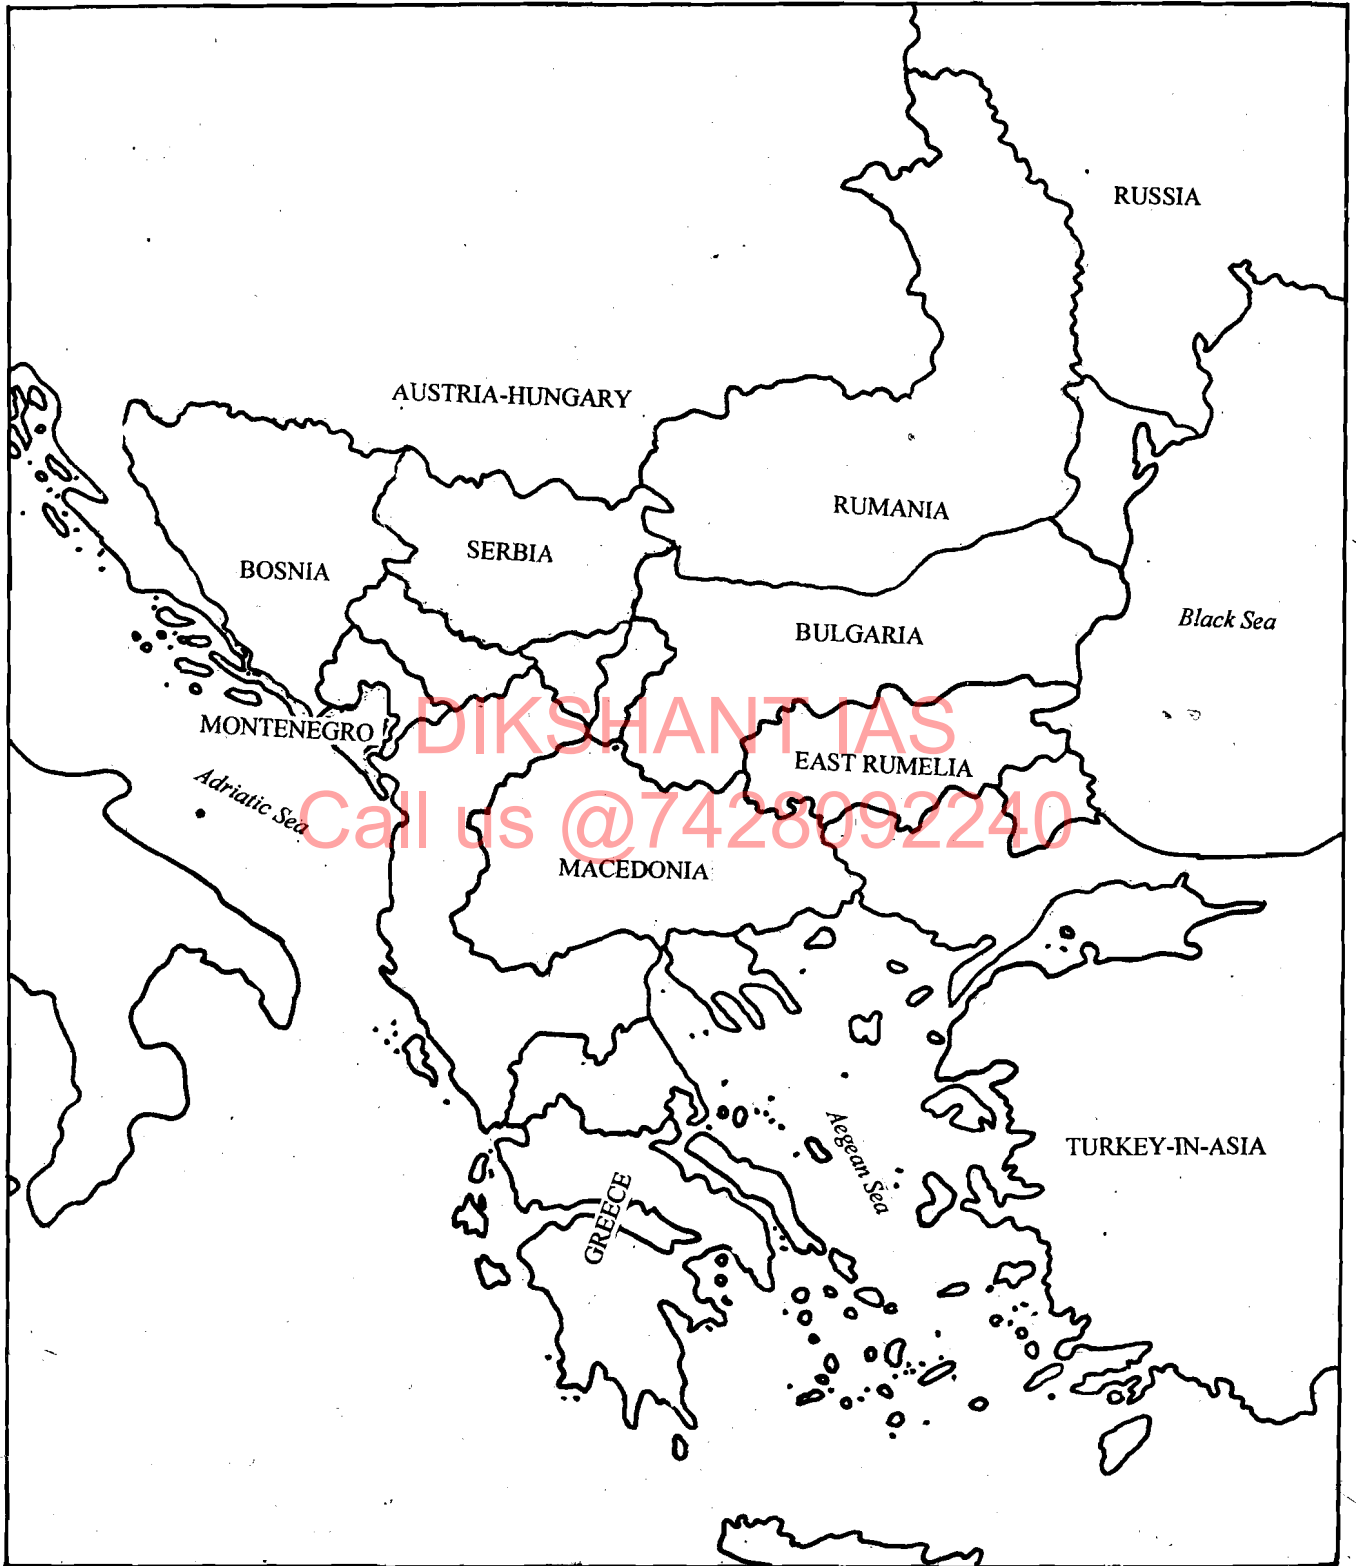 RUSSIA
AUSTRIA-HUNGARY
RUMANIA
SERBIA
BOSNIA
Black Sea
BULGARIA
MONTENEGRO
DIKSHANT IAS
EAST RUMELIA
Adriatic Sea
Call us @7428092240
MACEDONIA
Aegean Sea
TURKEY-IN-ASIA
GREECE